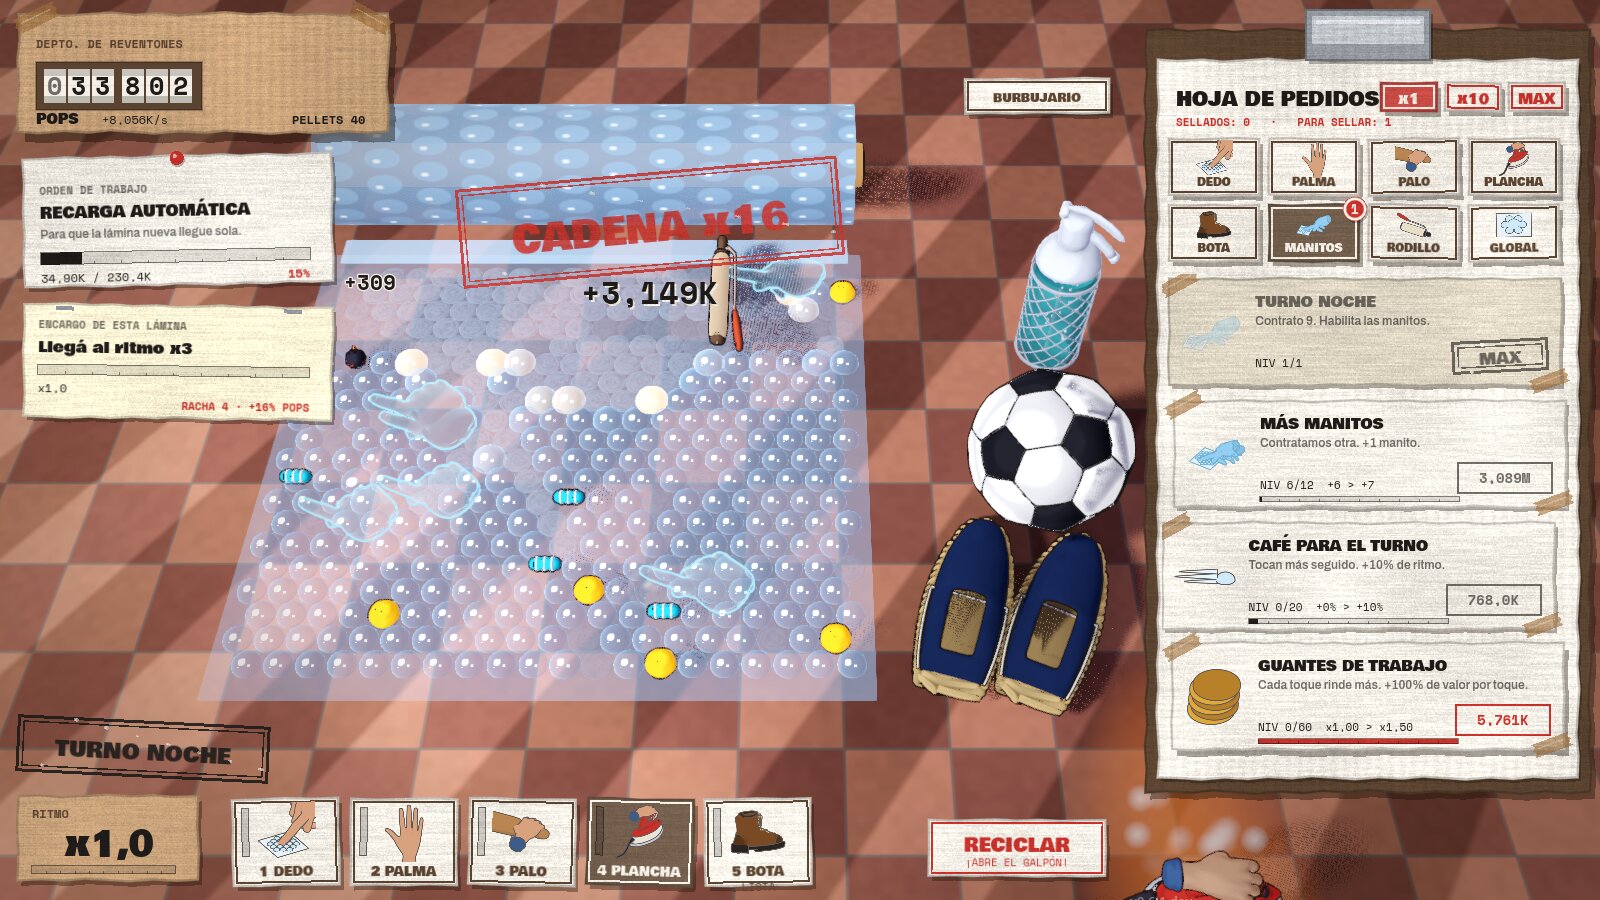 DEPTO. DE REVENTONES
033802
POPS +8,056K/s PELLETS 40
ORDEN DE TRABAJO
RECARGA AUTOMÁTICA
Para que la lámina nueva llegue sola.
34,90K / 230.4K 15%
ENCARGO DE ESTA LÁMINA
Llegá al ritmo x3
x1,0
RACHA 4 · +16% POPS
CADENA x16
+309
+3,149K
BURBUJARIO
HOJA DE PEDIDOS
x1
x10
MAX
SELLADOS: 0 · PARA SELLAR: 1
DEDO
PALMA
PALO
PLANCHA
BOTA
MANITOS
1
RODILLO
GLOBAL
TURNO NOCHE
Contrato 9. Habilita las manitos.
NIV 1/1
MAX
MÁS MANITOS
Contratamos otra. +1 manito.
NIV 6/12 +6 > +7
3,089M
CAFÉ PARA EL TURNO
Tocan más seguido. +10% de ritmo.
NIV 0/20 +0% > +10%
768,0K
GUANTES DE TRABAJO
Cada toque rinde más. +100% de valor por toque.
NIV 0/60 x1,00 > x1,50
5,761K
TURNO NOCHE
RITMO
x1,0
1 DEDO
2 PALMA
3 PALO
4 PLANCHA
5 BOTA
RECICLAR
¡ABRE EL GALPÓN!